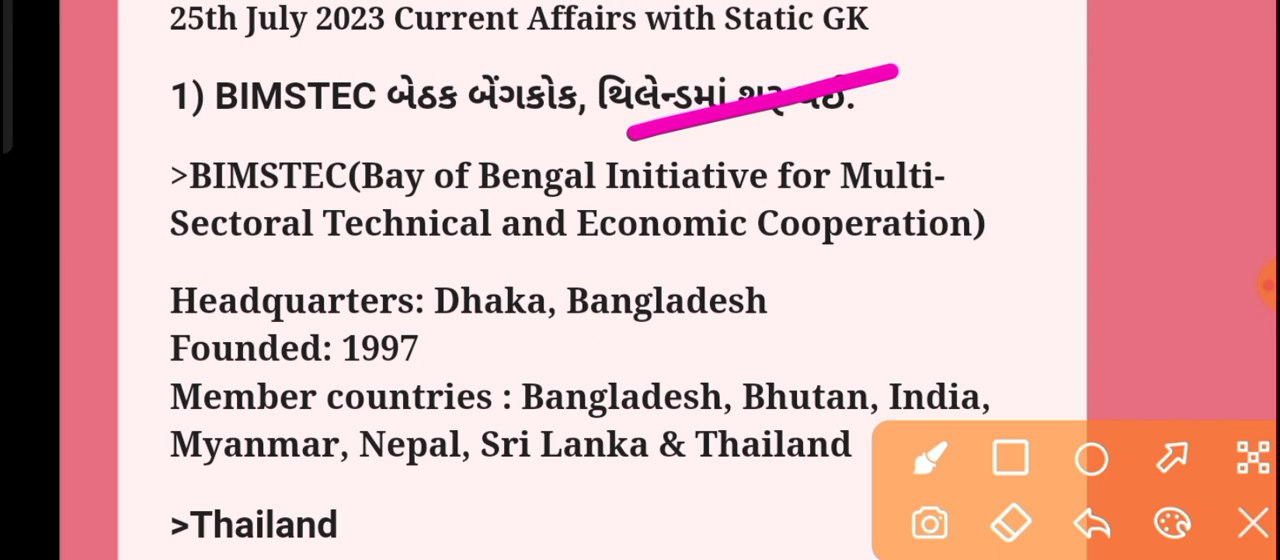 25th July 2023 Current Affairs with Static GK
1) BIMSTEC બેઠક બેંગકોક, થિલેન્ડમાં શરૂ થઈ.
>BIMSTEC(Bay of Bengal Initiative for Multi-
Sectoral Technical and Economic Cooperation)
Headquarters: Dhaka, Bangladesh
Founded: 1997
Member countries : Bangladesh, Bhutan, India,
Myanmar, Nepal, Sri Lanka & Thailand
>Thailand